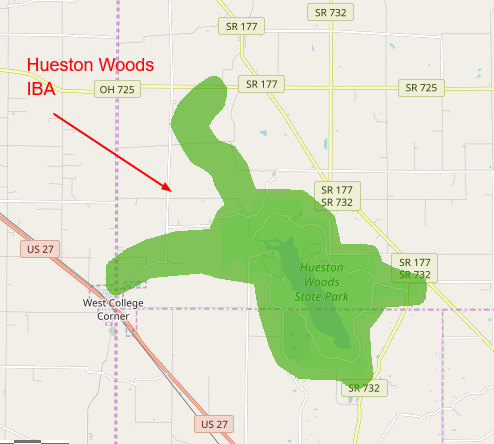 SR 732
SR 177
Hueston Woods
IBA
OH 725
SR 177
SR 725
SR 177
SR 732
US 27
SR 177
SR 732
Hueston
Woods
State Park
West College
Corner
SR 732
US 27